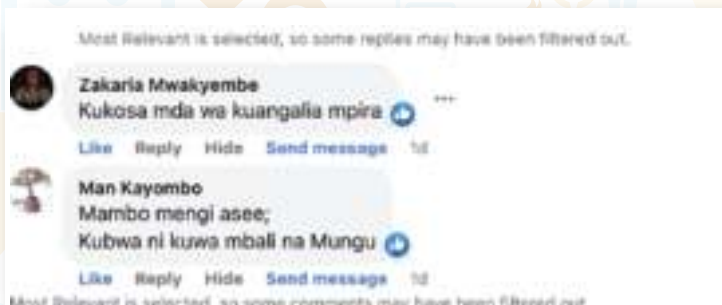 Most Relevant is selected, so some replies may have been filtered out.
Zakaria Mwakyembe
Kukosa mda wa kuangalia mpira
Like Reply Hide Send message 1d
Man Kayombo
Mambo mengi asee;
Kubwa ni kuwa mbali na Mungu
Like Reply Hide Send message 1d
Most Relevant is selected, so some comments may have been filtered out.